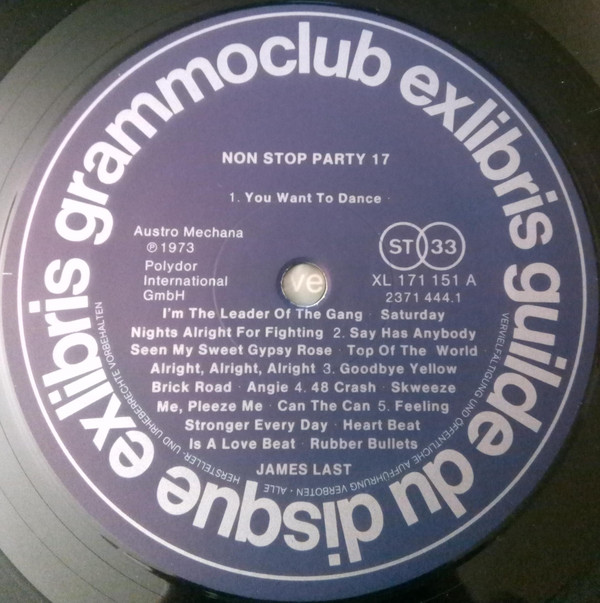 grammoclub exlibris guilde du disque exlibris
NON STOP PARTY 17
1. You Want To Dance ·
Austro Mechana
℗ 1973
Polydor
International
GmbH
ST 33
XL 171 151 A
2371 444.1
ve
I'm The Leader Of The Gang · Saturday
Nights Alright For Fighting 2. Say Has Anybody
Seen My Sweet Gypsy Rose · Top Of The World ·
Alright, Alright, Alright 3. Goodbye Yellow
Brick Road · Angie 4. 48 Crash · Skweeze
Me, Pleeze Me · Can The Can 5. Feeling
Stronger Every Day · Heart Beat
Is A Love Beat · Rubber Bullets
JAMES LAST
ALLE HERSTELLER- UND URHEBERRECHTE VORBEHALTEN
VERVIELFÄLTIGUNG UND ÖFFENTLICHE AUFFÜHRUNG VERBOTEN •